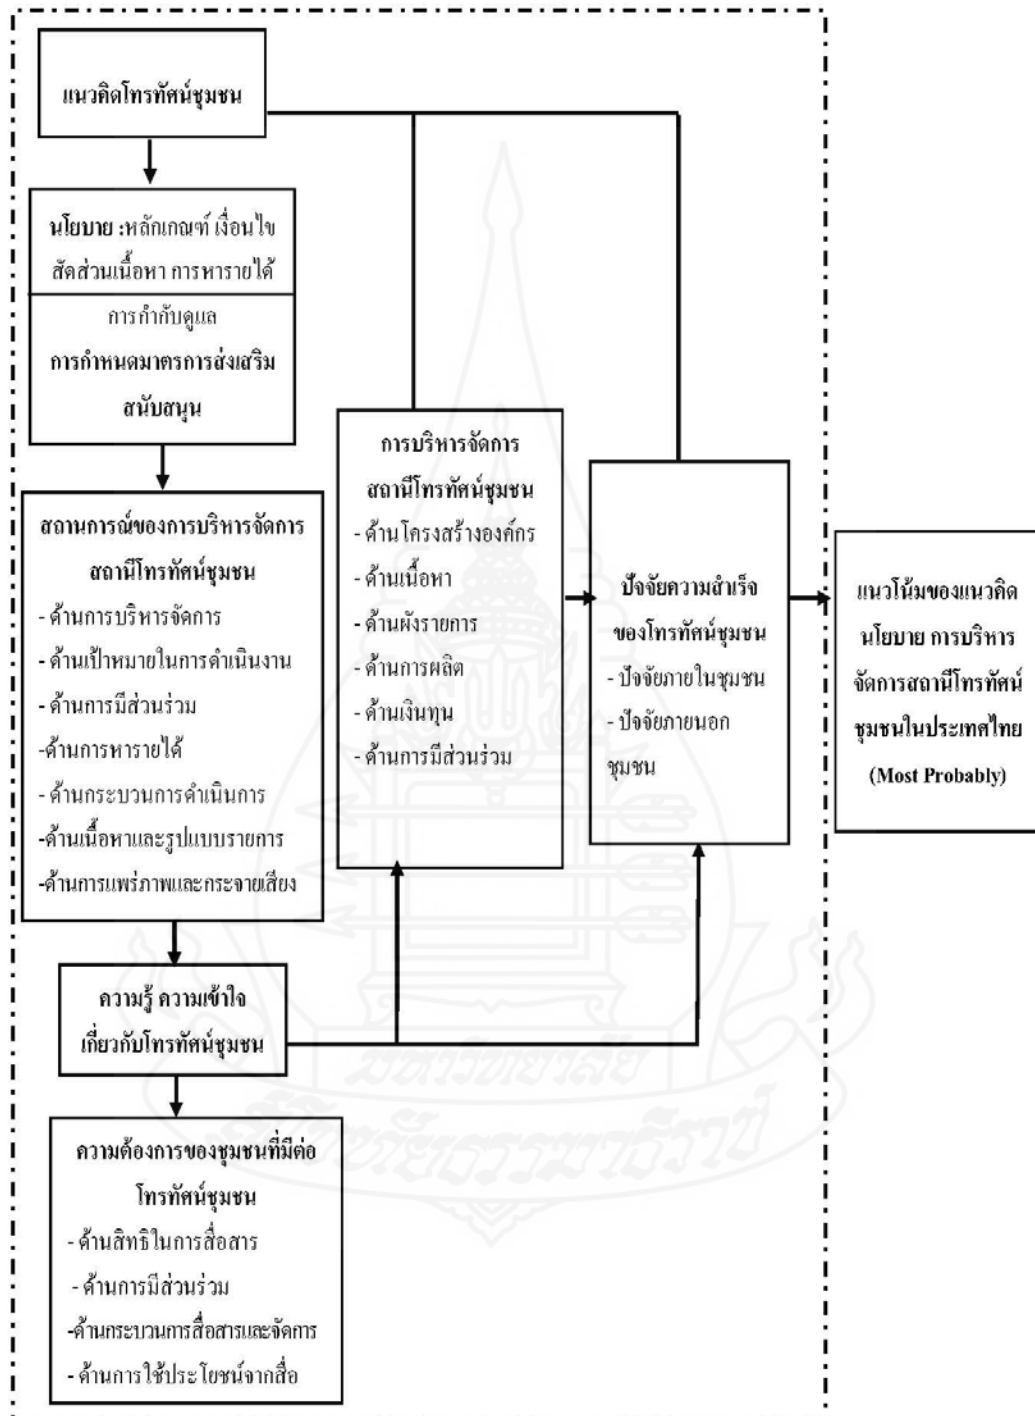 แนวคิดโทรทัศน์ชุมชน
นโยบาย :หลักเกณฑ์ เงื่อนไข
สัดส่วนเนื้อหา การหารายได้
การกำกับดูแล
การกำหนดมาตรการส่งเสริม
สนับสนุน
สถานการณ์ของการบริหารจัดการ
สถานีโทรทัศน์ชุมชน
- ด้านการบริหารจัดการ
- ด้านเป้าหมายในการดำเนินงาน
- ด้านการมีส่วนร่วม
-ด้านการหารายได้
- ด้านกระบวนการดำเนินการ
-ด้านเนื้อหาและรูปแบบรายการ
-ด้านการแพร่ภาพและกระจายเสียง
ความรู้ ความเข้าใจ
เกี่ยวกับโทรทัศน์ชุมชน
ความต้องการของชุมชนที่มีต่อ
โทรทัศน์ชุมชน
- ด้านสิทธิในการสื่อสาร
- ด้านการมีส่วนร่วม
-ด้านกระบวนการสื่อสารและจัดการ
- ด้านการใช้ประโยชน์จากสื่อ
การบริหารจัดการ
สถานีโทรทัศน์ชุมชน
- ด้านโครงสร้างองค์กร
- ด้านเนื้อหา
- ด้านผังรายการ
- ด้านการผลิต
- ด้านเงินทุน
- ด้านการมีส่วนร่วม
ปัจจัยความสำเร็จ
ของโทรทัศน์ชุมชน
- ปัจจัยภายในชุมชน
- ปัจจัยภายนอก
ชุมชน
แนวโน้มของแนวคิด
นโยบาย การบริหาร
จัดการสถานีโทรทัศน์
ชุมชนในประเทศไทย
(Most Probably)
มหาวิทยาลัย
สุโขทัยธรรมาธิราช